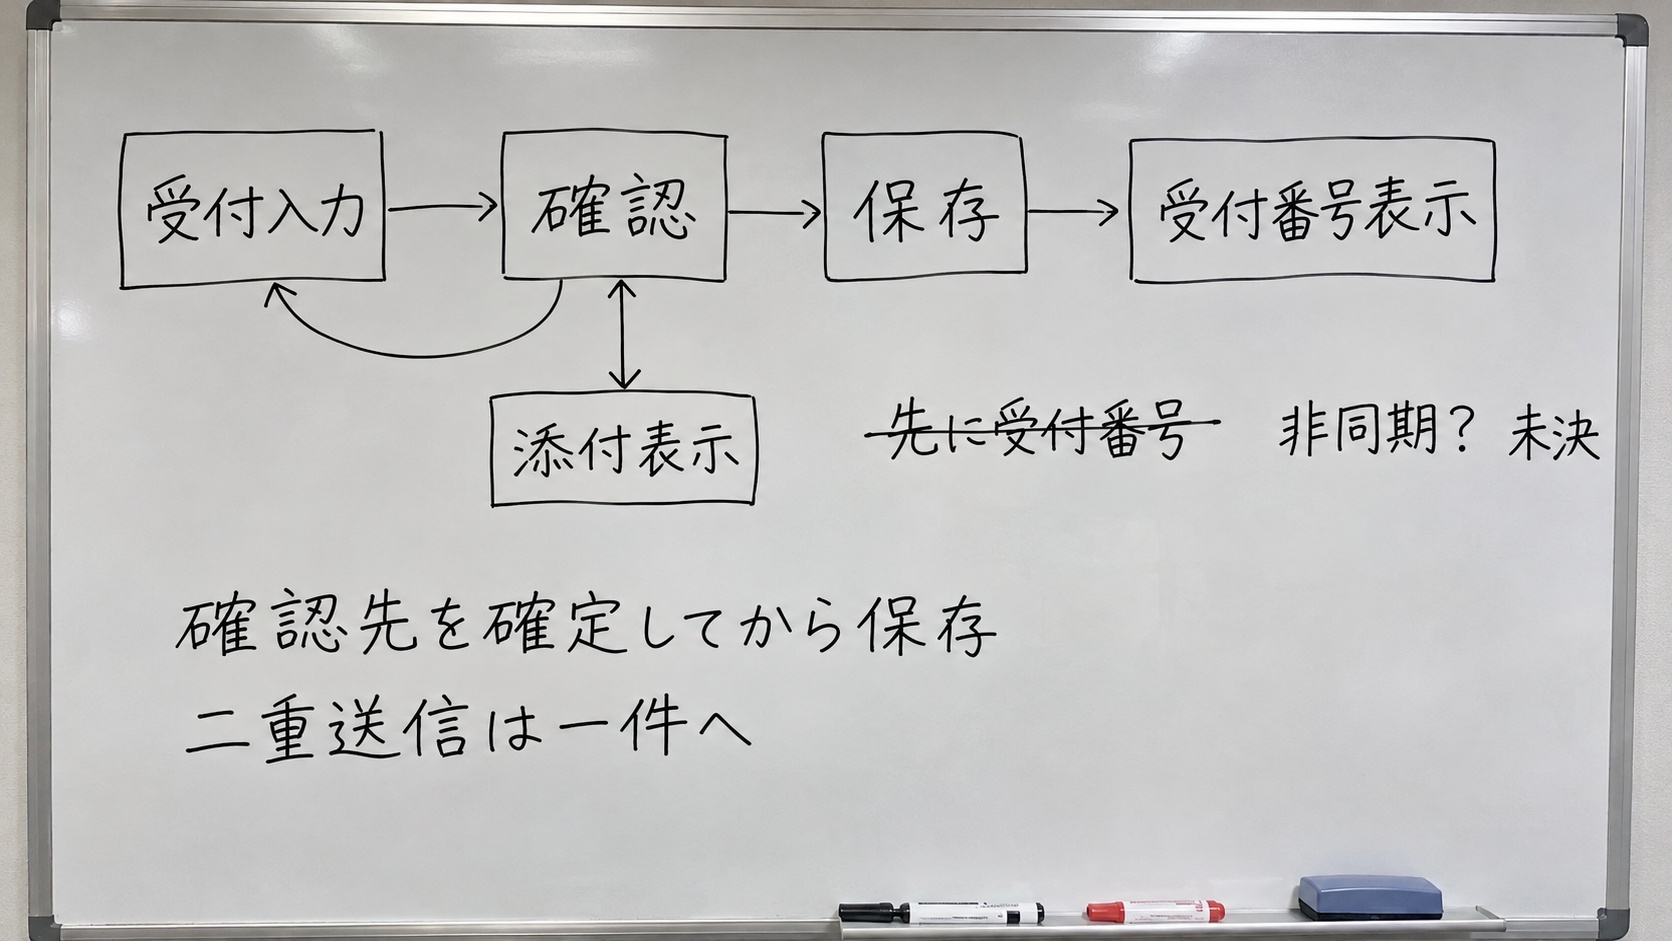 受付入力 確認 保存 受付番号表示
添付表示
先に受付番号 非同期? 未決
確認先を確定してから保存
二重送信は一件へ